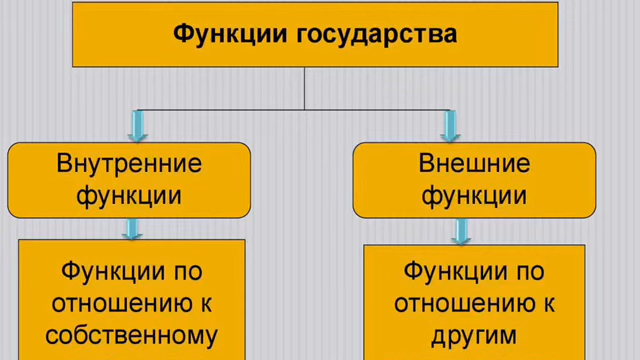 Функции государства
Внутренние
функции
Внешние
функции
Функции по
отношению к
собственному
Функции по
отношению к
другим